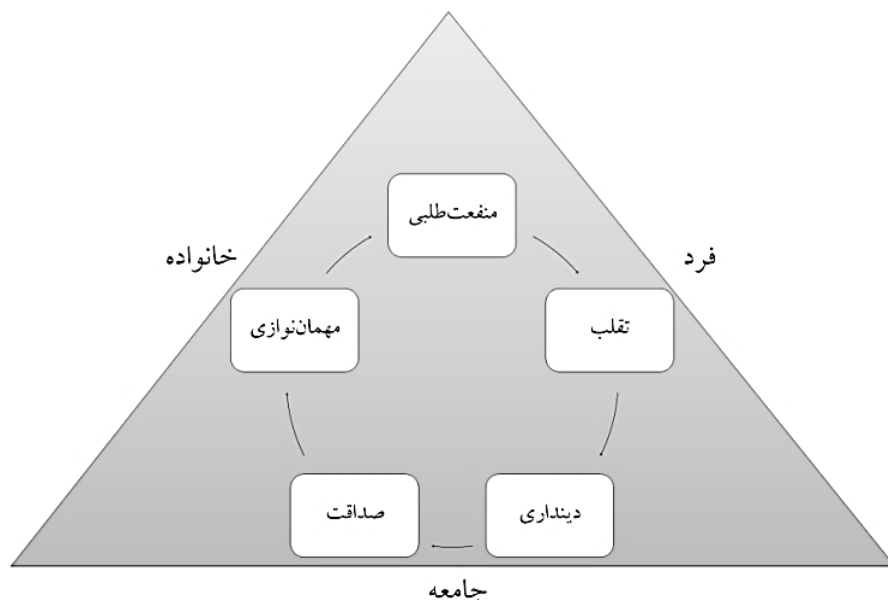 منفعت‌طلبی
فرد
خانواده
تقلب
مهمان‌نوازی
دینداری
صداقت
جامعه